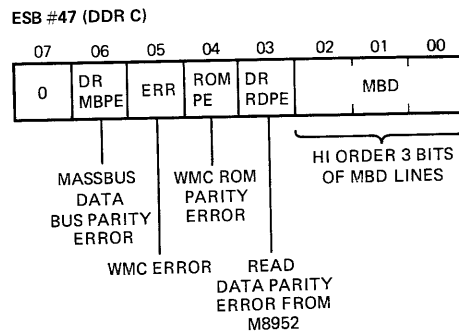 ESB #47 (DDR C)
07 06 05 04 03 02 01 00
0 DR MBPE ERR ROM PE DR RDPE MBD
HI ORDER 3 BITS
OF MBD LINES
MASSBUS
DATA
BUS PARITY
ERROR
WMC ROM
PARITY
ERROR
WMC ERROR
READ
DATA PARITY
ERROR FROM
M8952